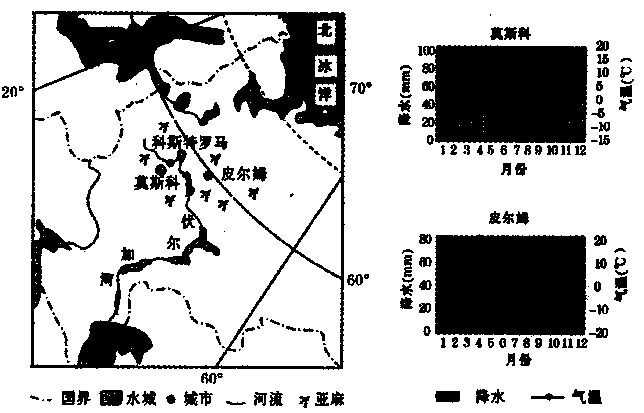 北
冰
洋
20°
70°
科斯特罗马
莫斯科
皮尔姆
伏
尔
加
河
60°
60°
国界 水城 城市 河流 亚麻
莫斯科
降水(mm)
100
80
60
40
20
0
20
15
10
5
0
-5
-10
-15
气温(℃)
1 2 3 4 5 6 7 8 9 10 11 12
月份
皮尔姆
降水(mm)
80
60
40
20
0
20
10
0
-10
-20
气温(℃)
1 2 3 4 5 6 7 8 9 10 11 12
月份
降水 气温